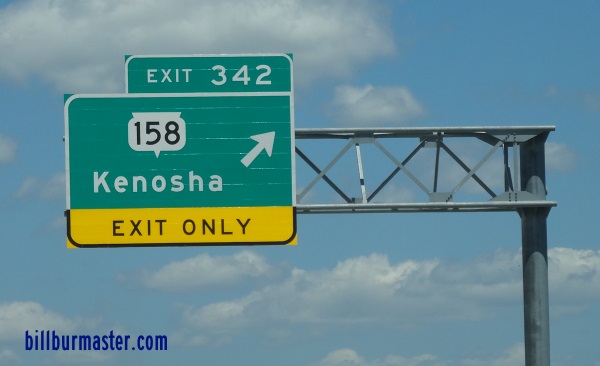 EXIT 342
158
Kenosha
EXIT ONLY
billburmaster.com